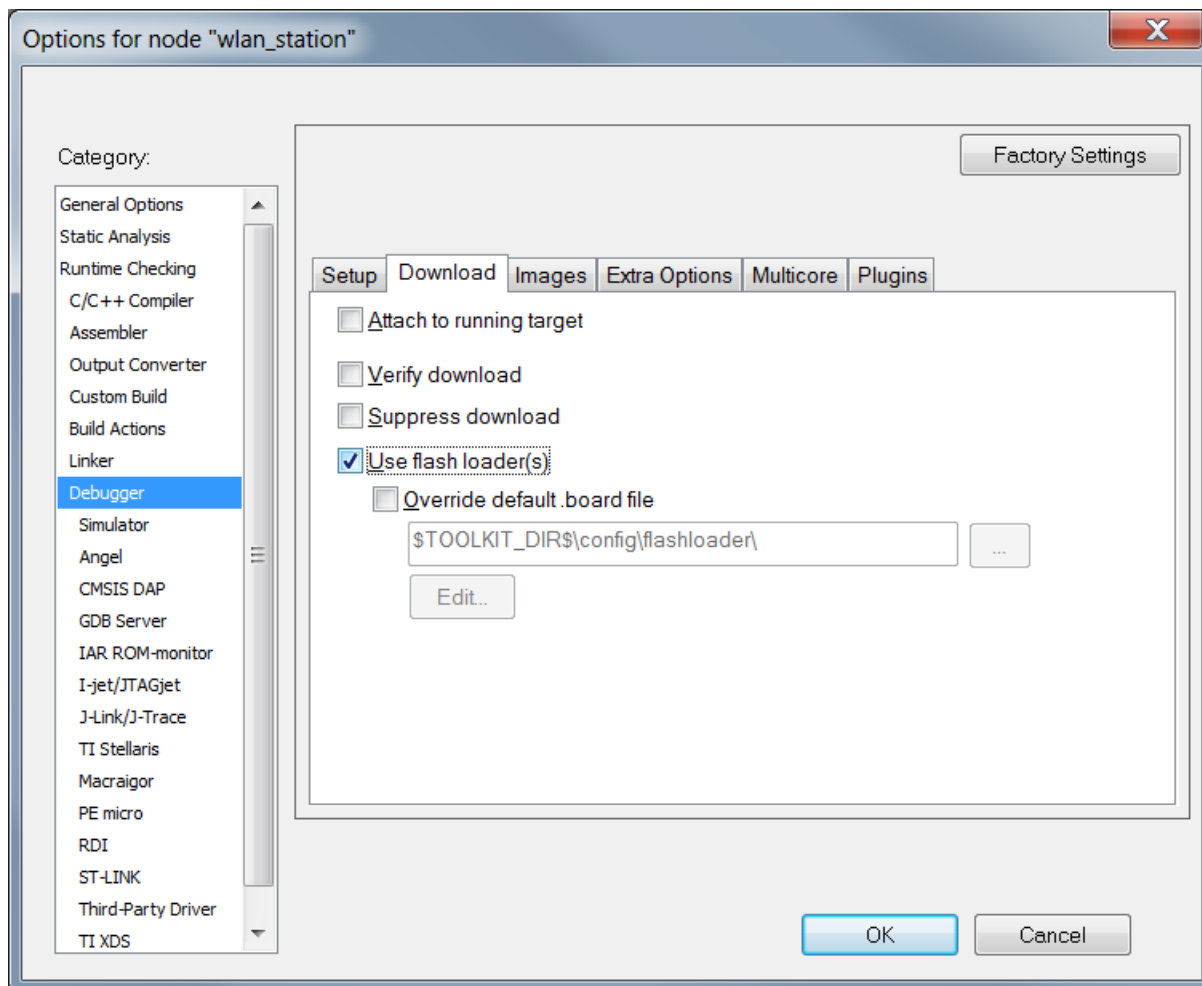 Options for node "wlan_station"
X
Category:
Factory Settings
General Options
Static Analysis
Runtime Checking
C/C++ Compiler
Assembler
Output Converter
Custom Build
Build Actions
Linker
Debugger
Simulator
Angel
CMSIS DAP
GDB Server
IAR ROM-monitor
I-jet/JTAGjet
J-Link/J-Trace
TI Stellaris
Macraigor
PE micro
RDI
ST-LINK
Third-Party Driver
TI XDS
Setup Download Images Extra Options Multicore Plugins
Attach to running target
Verify download
Suppress download
Use flash loader(s)
Override default .board file
$TOOLKIT_DIR$\config\flashloader\
...
Edit...
OK
Cancel